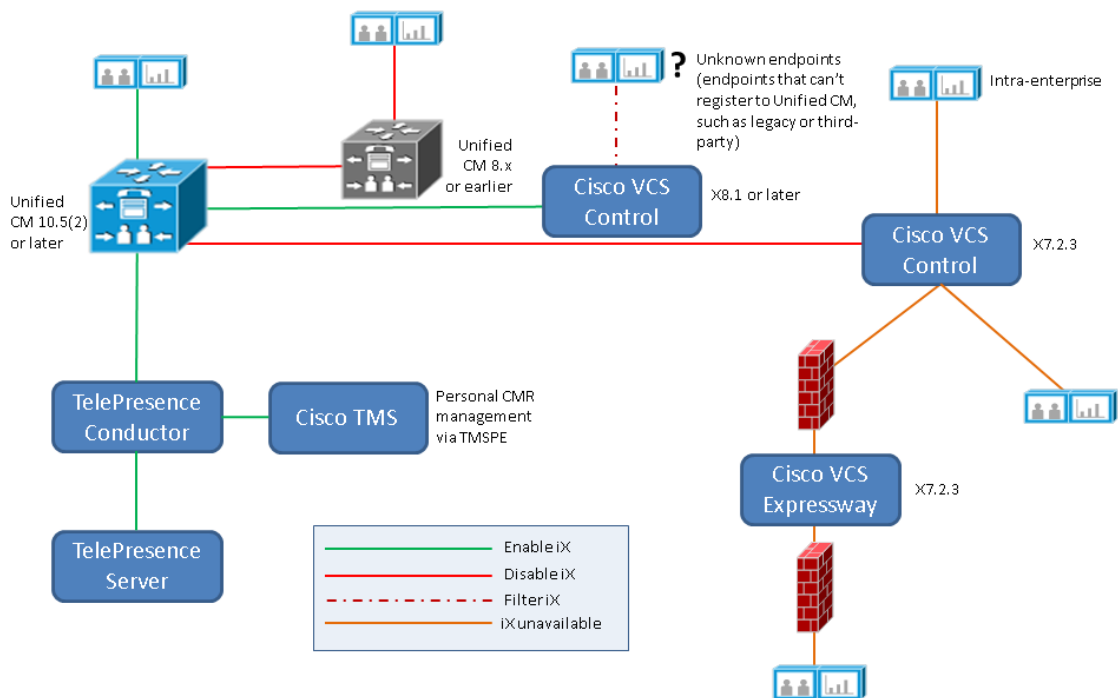 ?
Unknown endpoints
(endpoints that can't
register to Unified CM,
such as legacy or third-
party)
Intra-enterprise
Unified
CM 8.x
or earlier
Unified
CM 10.5(2)
or later
Cisco VCS
Control
X8.1 or later
Cisco VCS
Control
X7.2.3
TelePresence
Conductor
Cisco TMS
Personal CMR
management
via TMSPE
Cisco VCS
Expressway
X7.2.3
TelePresence
Server
Enable iX
Disable iX
Filter iX
iX unavailable